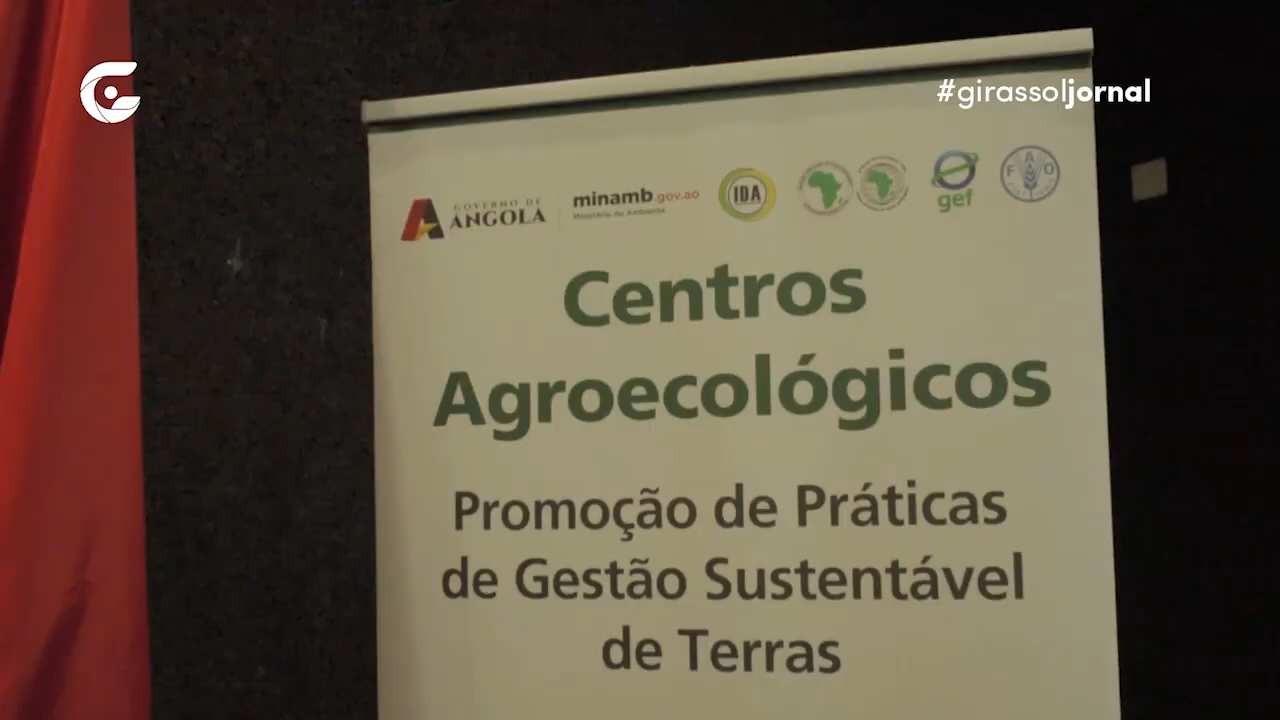 #girassoljornal
GOVERNO DE
ANGOLA
minamb.gov.ao
Ministério do Ambiente
IDA
gef
FAO
Centros
Agroecológicos
Promoção de Práticas
de Gestão Sustentável
de Terras